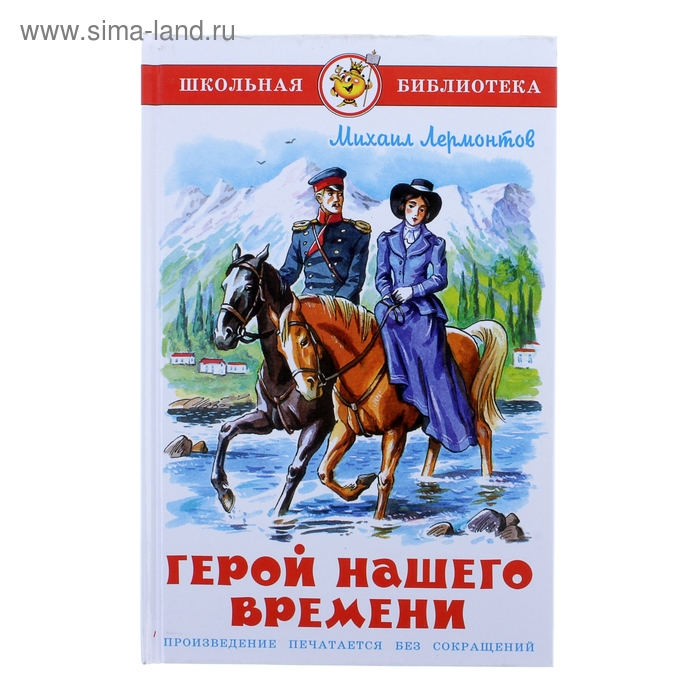 www.sima-land.ru
ШКОЛЬНАЯ БИБЛИОТЕКА
Михаил Лермонтов
ГЕРОЙ НАШЕГО
ВРЕМЕНИ
ПРОИЗВЕДЕНИЕ ПЕЧАТАЕТСЯ БЕЗ СОКРАЩЕНИЙ